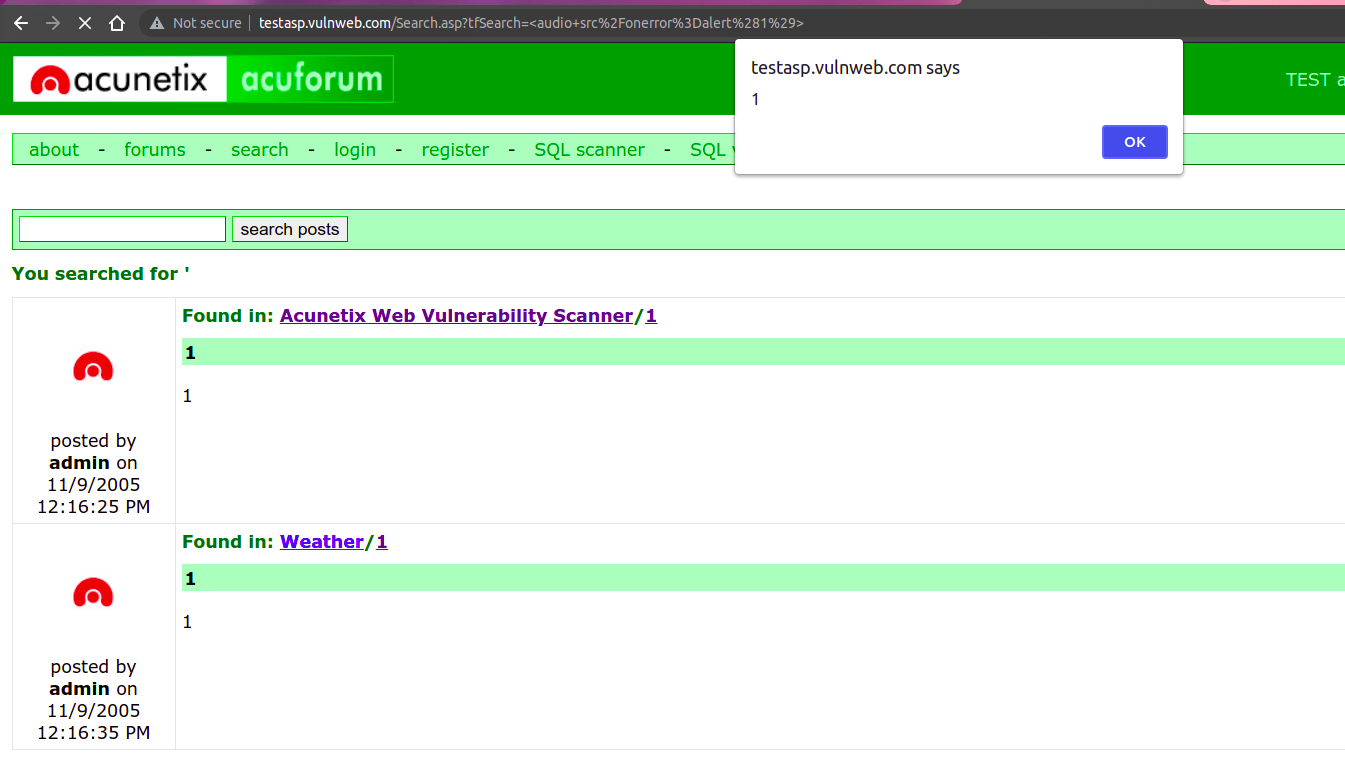 Not secure | testasp.vulnweb.com/Search.asp?tfSearch=<audio+src%2Fonerror%3Dalert%281%29>
acunetix acuforum
testasp.vulnweb.com says
1
OK
TEST a
about - forums - search - login - register - SQL scanner - SQL v
search posts
You searched for '
Found in: Acunetix Web Vulnerability Scanner/1
1
1
posted by
admin on
11/9/2005
12:16:25 PM
Found in: Weather/1
1
1
posted by
admin on
11/9/2005
12:16:35 PM